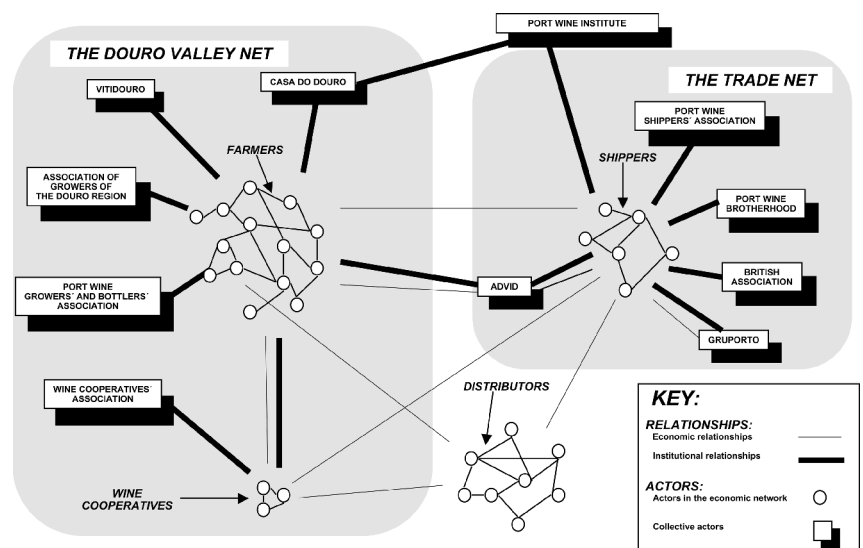 PORT WINE INSTITUTE
THE DOURO VALLEY NET
THE TRADE NET
VITIDOURO
CASA DO DOURO
PORT WINE
SHIPPERS´ ASSOCIATION
FARMERS
SHIPPERS
ASSOCIATION OF
GROWERS OF
THE DOURO REGION
PORT WINE
BROTHERHOOD
PORT WINE
GROWERS´ AND BOTTLERS´
ASSOCIATION
ADVID
BRITISH
ASSOCIATION
GRUPORTO
WINE COOPERATIVES´
ASSOCIATION
DISTRIBUTORS
WINE
COOPERATIVES
KEY:
RELATIONSHIPS:
Economic relationships
Institutional relationships
ACTORS:
Actors in the economic network
Collective actors